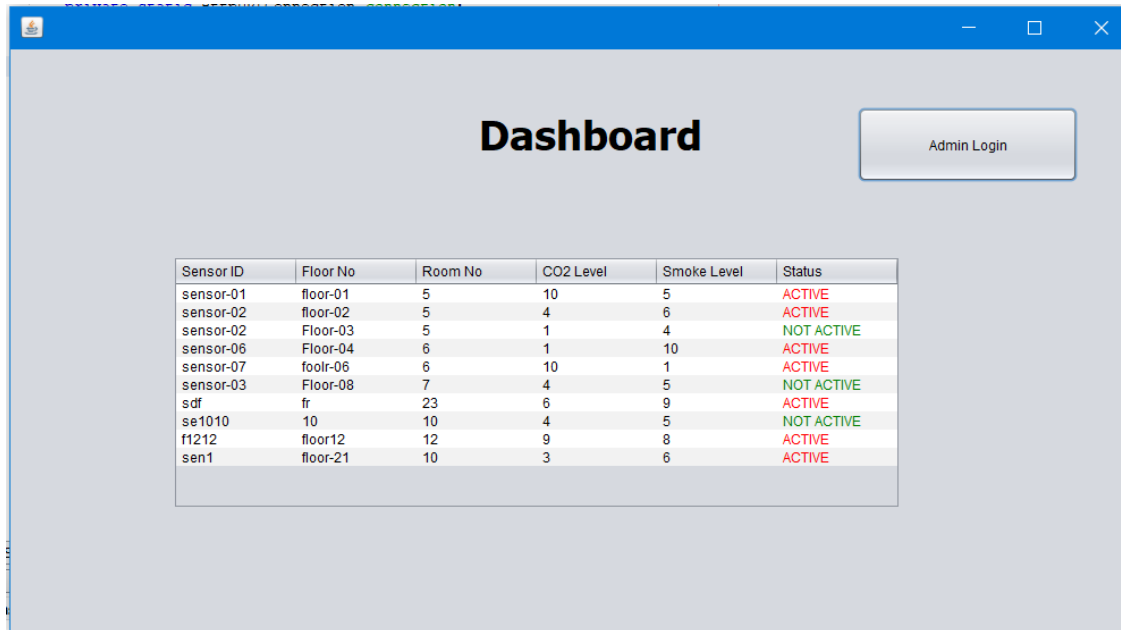 private static HttpURLConnection connection;
Dashboard
Admin Login
Sensor ID Floor No Room No CO2 Level Smoke Level Status
sensor-01 floor-01 5 10 5 ACTIVE
sensor-02 floor-02 5 4 6 ACTIVE
sensor-02 Floor-03 5 1 4 NOT ACTIVE
sensor-06 Floor-04 6 1 10 ACTIVE
sensor-07 foolr-06 6 10 1 ACTIVE
sensor-03 Floor-08 7 4 5 NOT ACTIVE
sdf fr 23 6 9 ACTIVE
se1010 10 10 4 5 NOT ACTIVE
f1212 floor12 12 9 8 ACTIVE
sen1 floor-21 10 3 6 ACTIVE